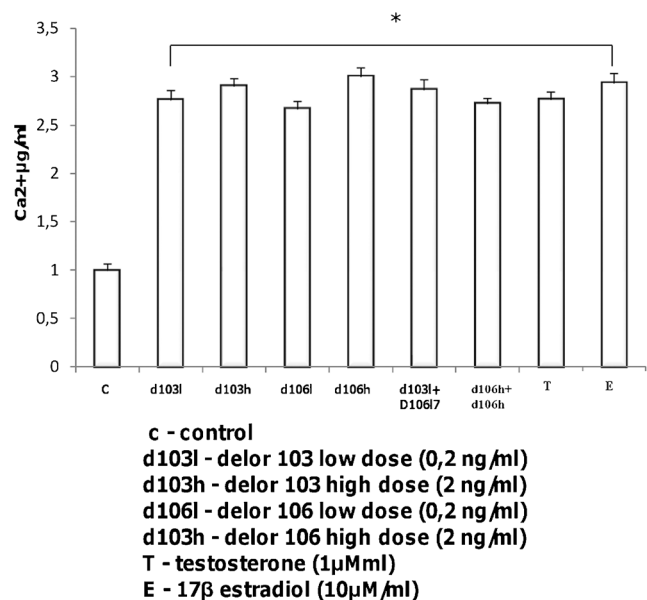 *
3,5
3
2,5
2
1,5
1
0,5
0
Ca2+µg/ml
C d103l d103h d106l d106h d103l+ d106h+ T E
D106l7 d106h
c - control
d103l - delor 103 low dose (0,2 ng/ml)
d103h - delor 103 high dose (2 ng/ml)
d106l - delor 106 low dose (0,2 ng/ml)
d103h - delor 106 high dose (2 ng/ml)
T - testosterone (1µMml)
E - 17β estradiol (10µM/ml)